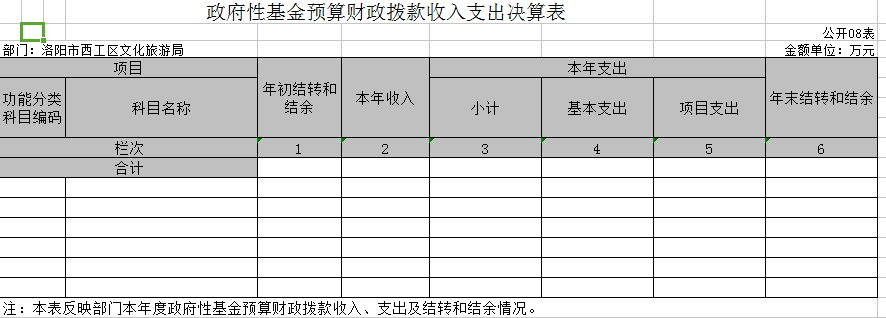 政府性基金预算财政拨款收入支出决算表
公开08表
部门：洛阳市西工区文化旅游局 金额单位：万元
项目 年初结转和结余 本年收入 本年支出 年末结转和结余
功能分类科目编码 科目名称 小计 基本支出 项目支出
栏次 1 2 3 4 5 6
合计
注：本表反映部门本年度政府性基金预算财政拨款收入、支出及结转和结余情况。